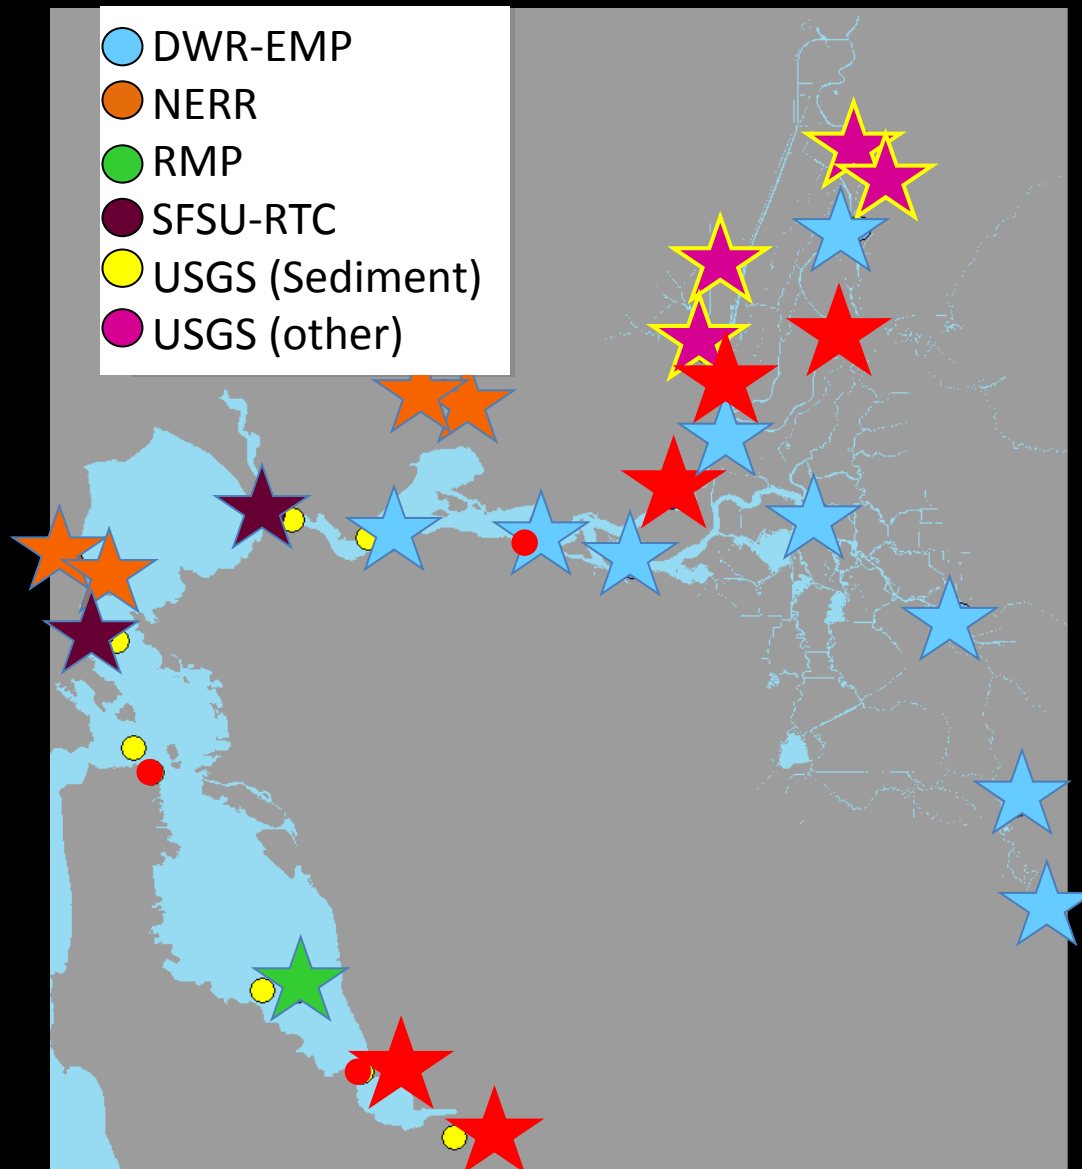 DWR-EMP
NERR
RMP
SFSU-RTC
USGS (Sediment)
USGS (other)